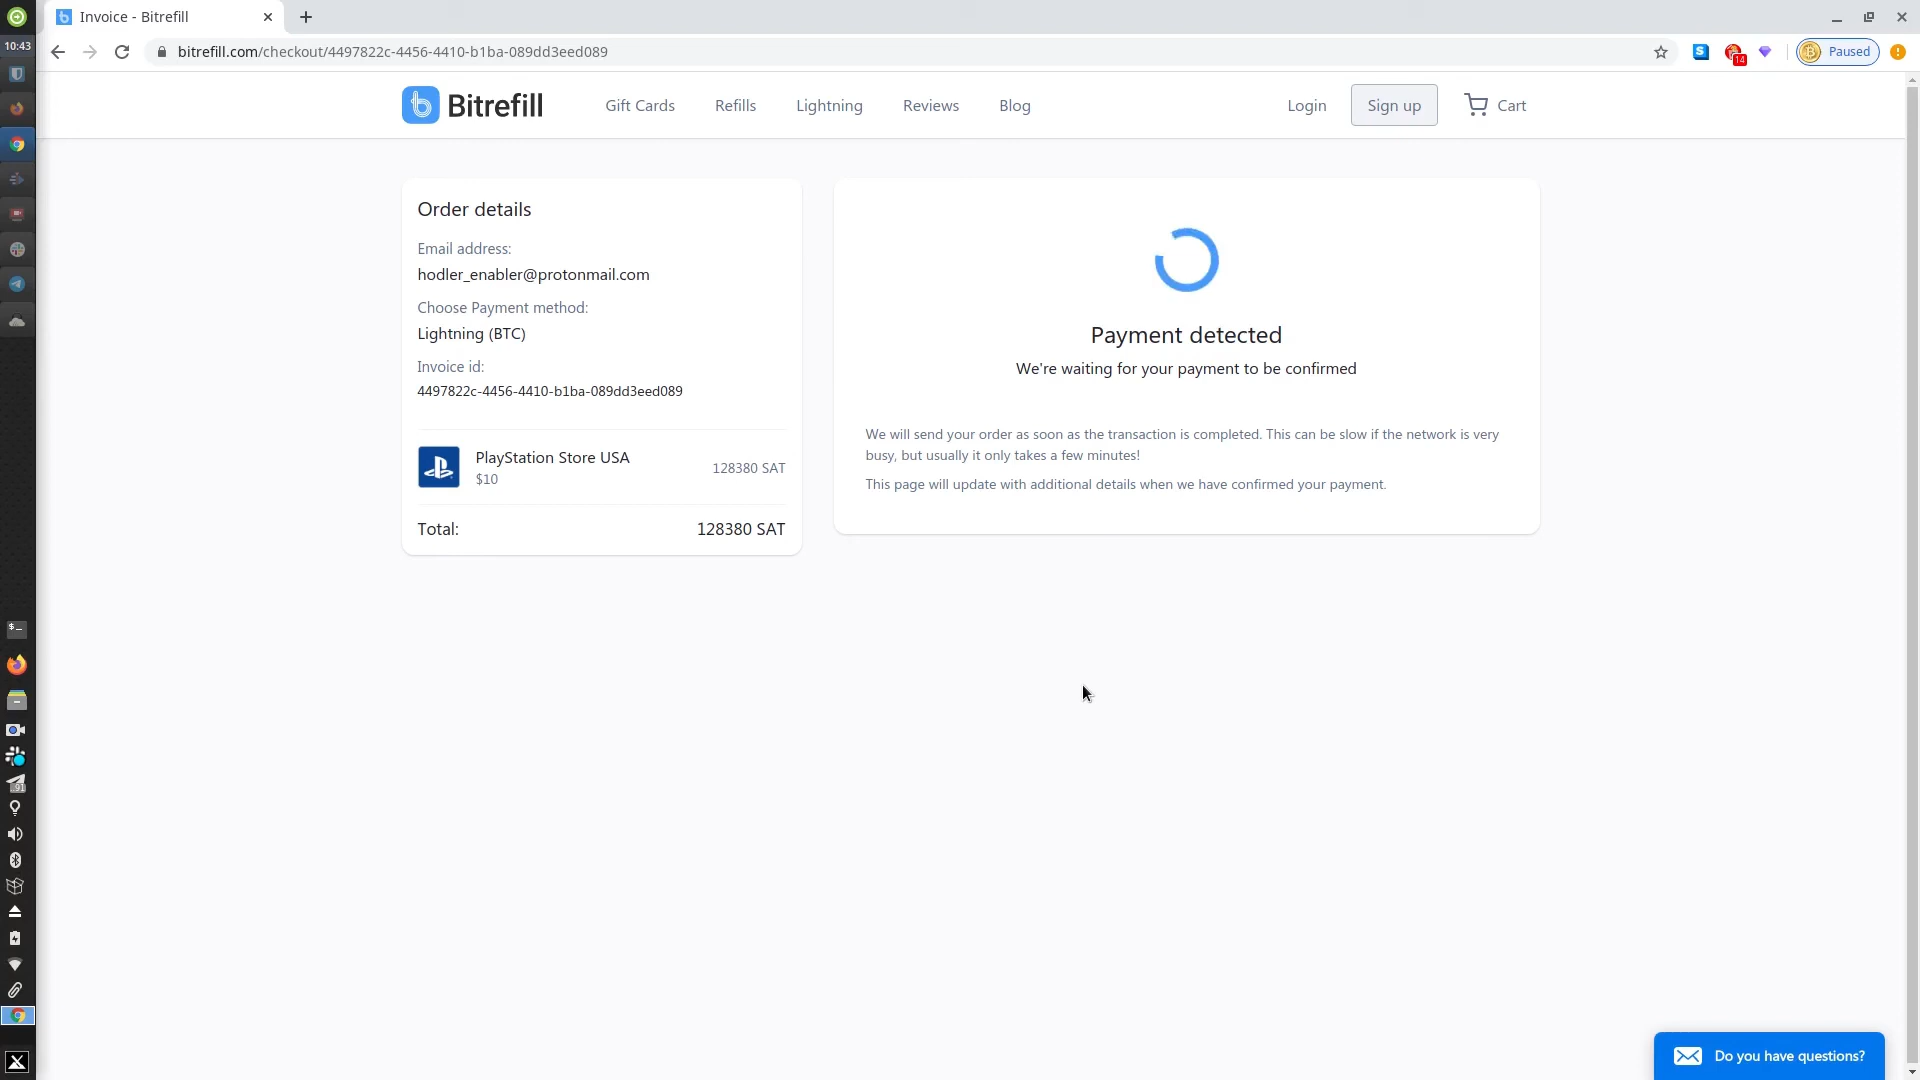 Invoice - Bitrefill
10:43
bitrefill.com/checkout/4497822c-4456-4410-b1ba-089dd3eed089
14
Paused
Bitrefill
Gift Cards
Refills
Lightning
Reviews
Blog
Login
Sign up
Cart
Order details
Email address:
hodler_enabler@protonmail.com
Choose Payment method:
Lightning (BTC)
Invoice id:
4497822c-4456-4410-b1ba-089dd3eed089
PlayStation Store USA
$10
128380 SAT
Total:
128380 SAT
Payment detected
We're waiting for your payment to be confirmed
We will send your order as soon as the transaction is completed. This can be slow if the network is very
busy, but usually it only takes a few minutes!
This page will update with additional details when we have confirmed your payment.
91
Do you have questions?